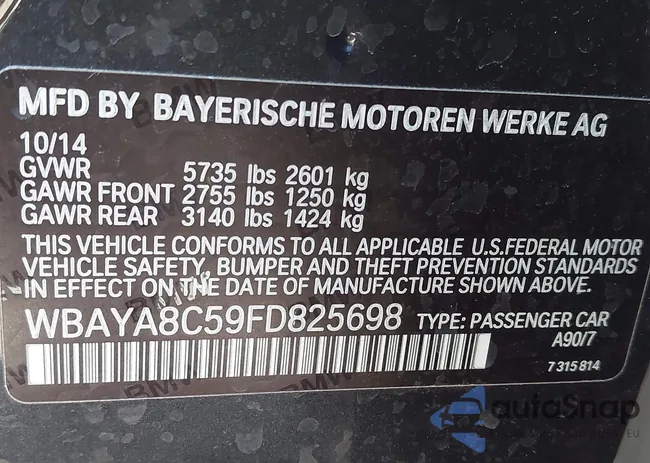 MFD BY BAYERISCHE MOTOREN WERKE AG
10/14
GVWR 5735 lbs 2601 kg
GAWR FRONT 2755 lbs 1250 kg
GAWR REAR 3140 lbs 1424 kg
THIS VEHICLE CONFORMS TO ALL APPLICABLE U.S.FEDERAL MOTOR
VEHICLE SAFETY, BUMPER AND THEFT PREVENTION STANDARDS
IN EFFECT ON THE DATE OF MANUFACTURE SHOWN ABOVE.
WBAYA8C59FD825698 TYPE: PASSENGER CAR
A90/7
7 315 814
autoSnap